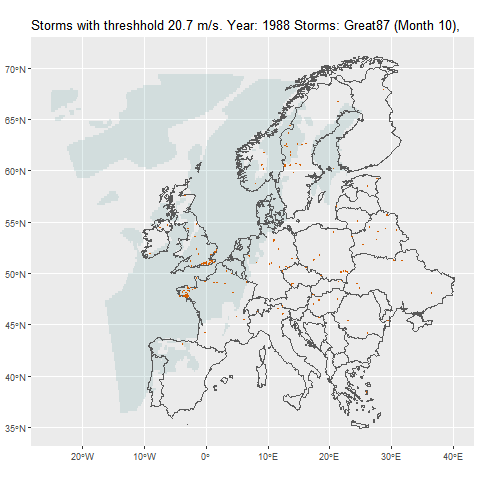 Storms with threshhold 20.7 m/s. Year: 1988 Storms: Great87 (Month 10),
70°N
65°N
60°N
55°N
50°N
45°N
40°N
35°N
20°W
10°W
0°
10°E
20°E
30°E
40°E